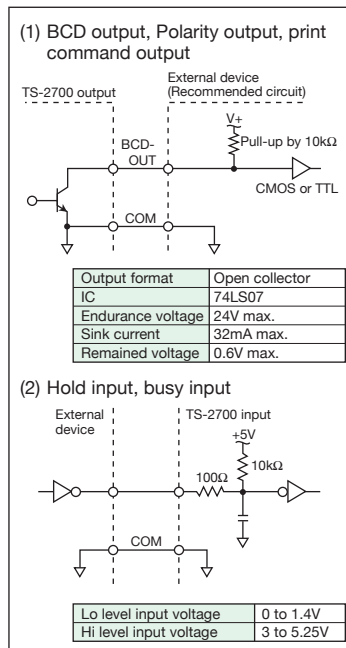 (1) BCD output, Polarity output, print
command output
TS-2700 output
External device
(Recommended circuit)
V+
Pull-up by 10kΩ
BCD-
OUT
CMOS or TTL
COM
Output format Open collector
IC 74LS07
Endurance voltage 24V max.
Sink current 32mA max.
Remained voltage 0.6V max.
(2) Hold input, busy input
External
device
TS-2700 input
+5V
10kΩ
100Ω
COM
Lo level input voltage 0 to 1.4V
Hi level input voltage 3 to 5.25V